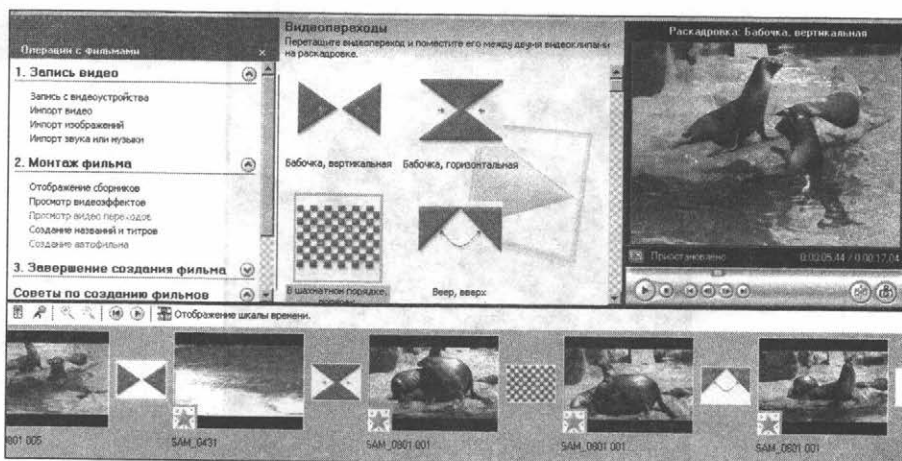 Операции с фильмами
1. Запись видео
Запись с видеоустройства
Импорт видео
Импорт изображений
Импорт звука или музыки
2. Монтаж фильма
Отображение сборников
Просмотр видеоэффектов
Просмотр видео переходов
Создание названий и титров
Создание автофильма
3. Завершение создания фильма
Советы по созданию фильмов
Видеопереходы
Перетащите видеопереход и поместите его между двумя видеоклипами
на раскадровке.
Бабочка, вертикальная
Бабочка, горизонтальная
В шахматном порядке,
Веер, вверх
Раскадровка: Бабочка, вертикальная
Приостановлено
0:00:05,44 / 0:00:17,04
Отображение шкалы времени.
0801 005
SAM_0431
SAM_0801 001
SAM_0801 001
SAM_0801 001